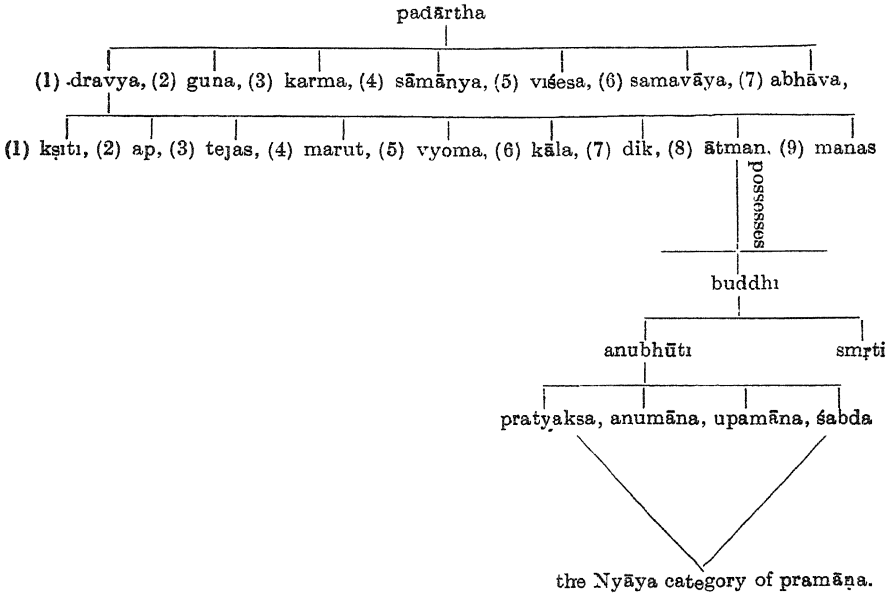 padārtha
(1) dravya, (2) guna, (3) karma, (4) sāmānya, (5) viśesa, (6) samavāya, (7) abhāva,
(1) kṣiti, (2) ap, (3) tejas, (4) marut, (5) vyoma, (6) kāla, (7) dik, (8) ātman. (9) manas
possesses
buddhi
anubhūti smṛti
pratyakṣa, anumāna, upamāna, śabda
the Nyāya category of pramāṇa.